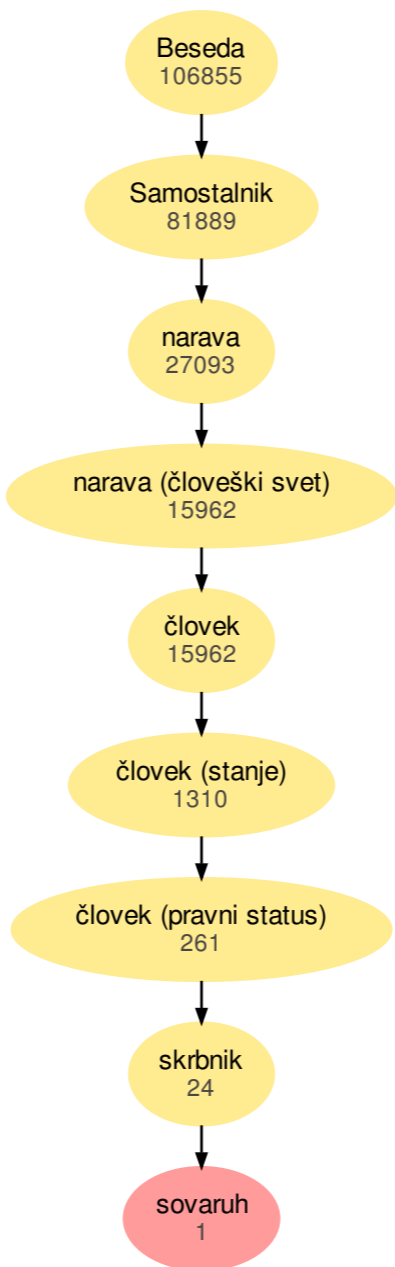 Beseda
106855
Samostalnik
81889
narava
27093
narava (človeški svet)
15962
človek
15962
človek (stanje)
1310
človek (pravni status)
261
skrbnik
24
sovaruh
1